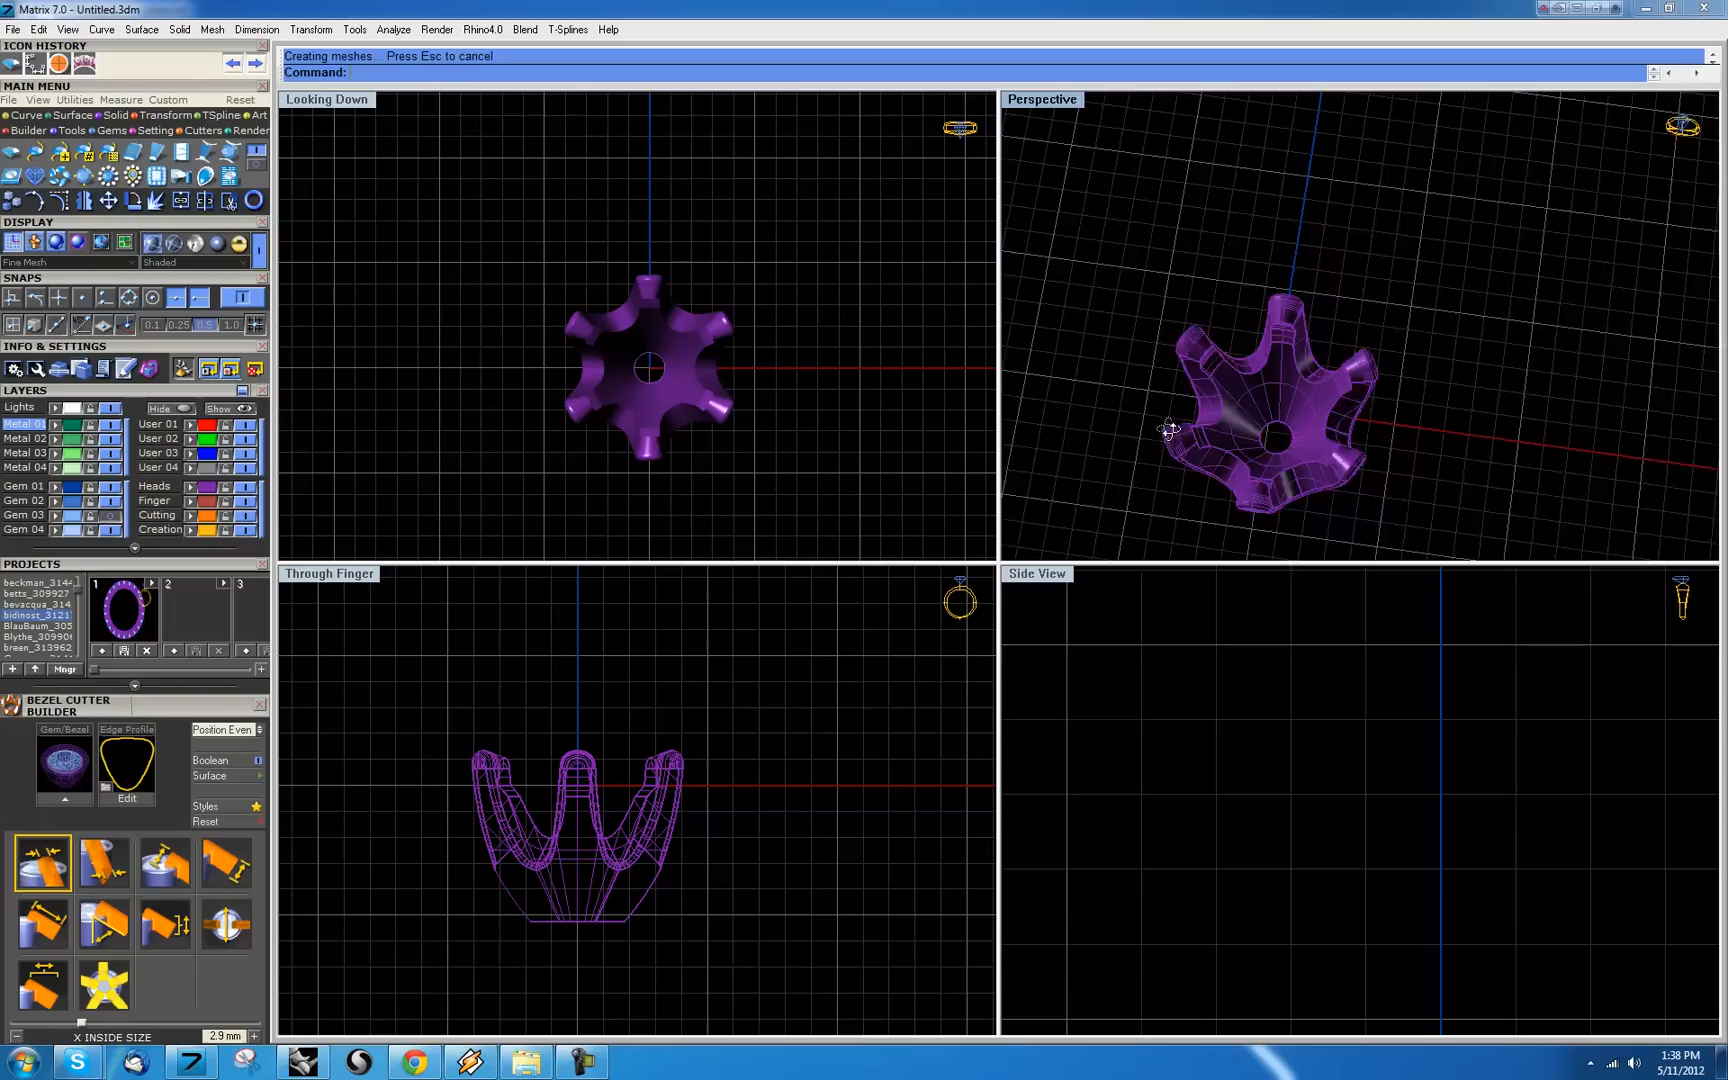 Matrix 7.0 - Untitled.3dm
File Edit View Curve Surface Solid Mesh Dimension Transform Tools Analyze Render Rhino4.0 Blend T-Splines Help
ICON HISTORY
Creating meshes... Press Esc to cancel
Command:
MAIN MENU
File View Utilities Measure Custom Reset
Curve Surface Solid Transform TSpline Art
Builder Tools Gems Setting Cutters Render
DISPLAY
Fine Mesh Shaded
SNAPS
0.1 0.25 0.5 1.0
INFO & SETTINGS
LAYERS
Lights Hide Show
Metal 01 User 01
Metal 02 User 02
Metal 03 User 03
Metal 04 User 04
Gem 01 Heads
Gem 02 Finger
Gem 03 Cutting
Gem 04 Creation
PROJECTS
beckman_3144
betts_309927
bevacqua_314
bidinost_3121
BlauBaum_305
Blythe_30990
breen_313962
1 2 3
Mngr
BEZEL CUTTER
BUILDER
Gem/Bezel Edge Profile Position Even
Boolean
Surface
Edit
Styles
Reset
X INSIDE SIZE 2.9 mm
Looking Down
Perspective
Through Finger
Side View
1:38 PM
5/11/2012